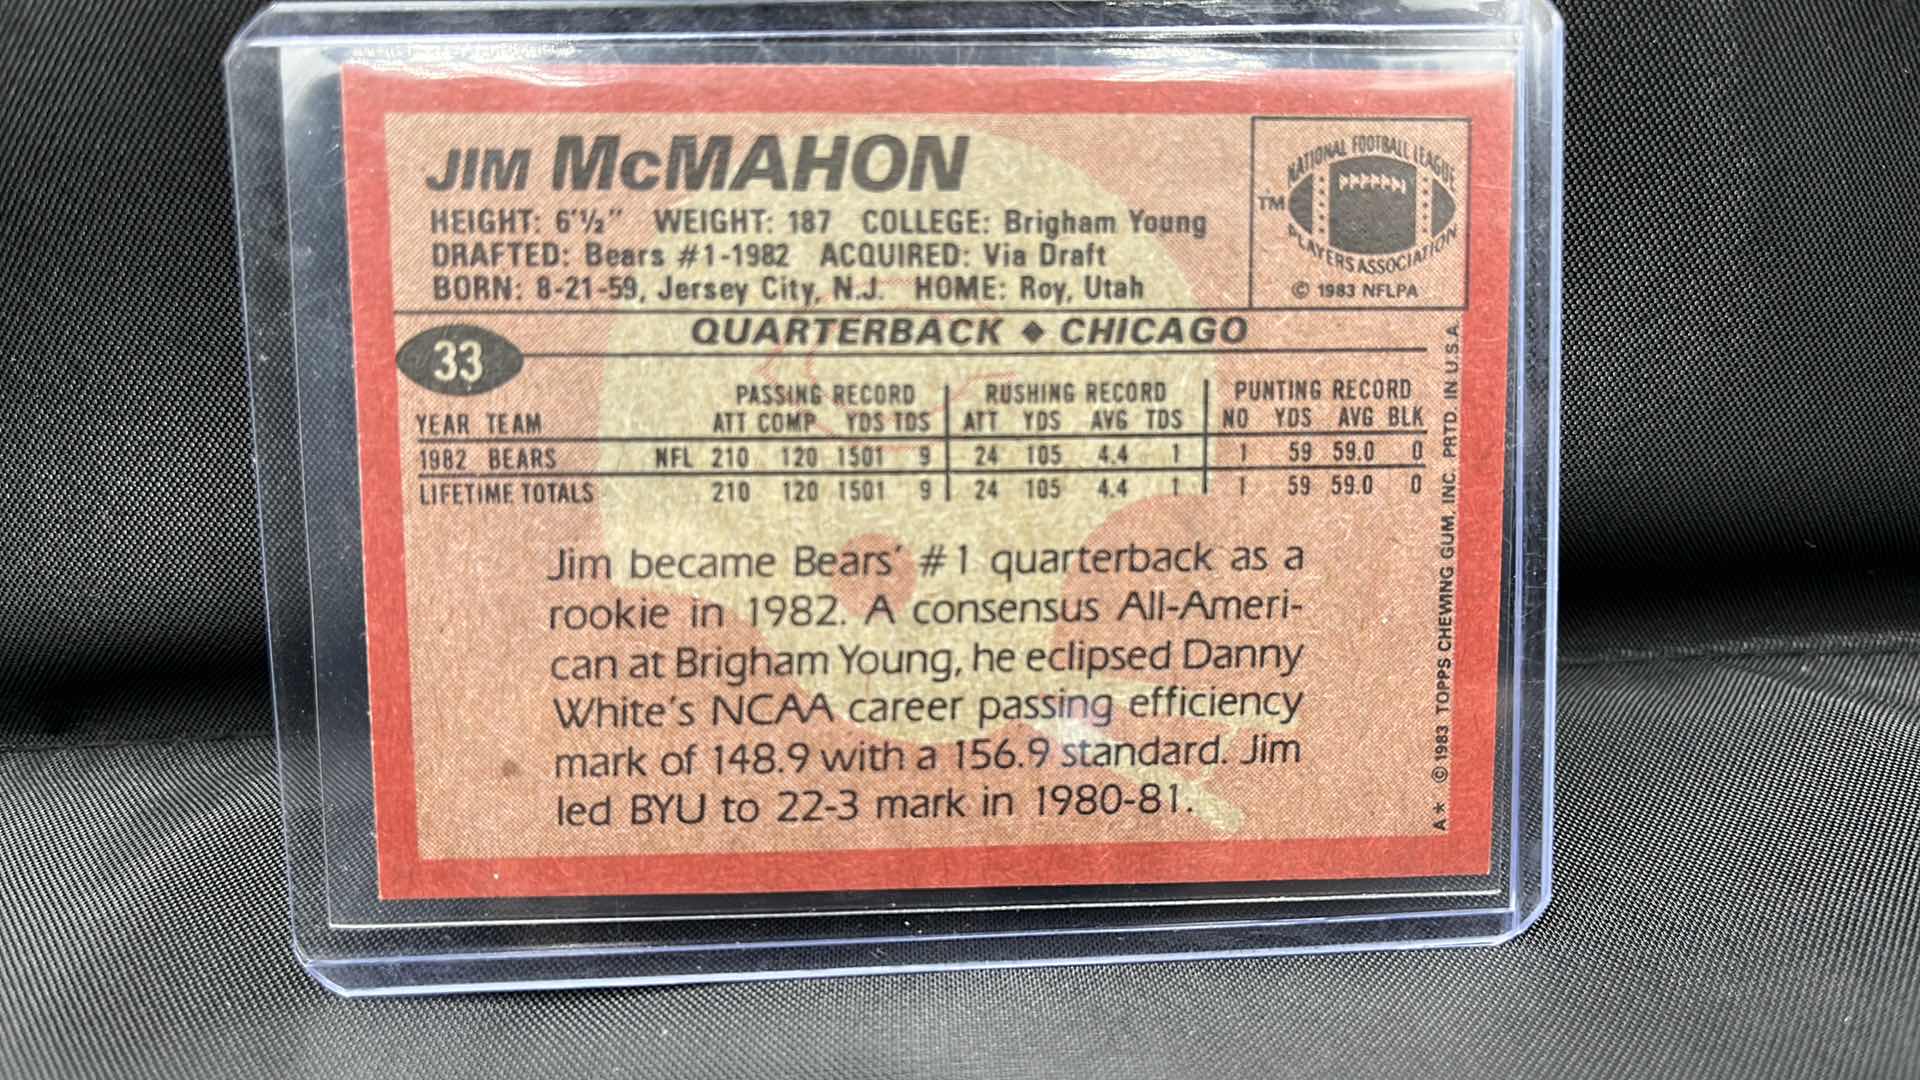 JIM McMAHON
HEIGHT: 6'½" WEIGHT: 187 COLLEGE: Brigham Young
DRAFTED: Bears #1-1982 ACQUIRED: Via Draft
BORN: 8-21-59, Jersey City, N.J. HOME: Roy, Utah
NATIONAL FOOTBALL LEAGUE
TM
PLAYERS ASSOCIATION
© 1983 NFLPA
QUARTERBACK ◆ CHICAGO
33
PASSING RECORD RUSHING RECORD PUNTING RECORD
YEAR TEAM ATT COMP YDS TDS ATT YDS AVG TDS NO YDS AVG BLK
1982 BEARS NFL 210 120 1501 9 24 105 4.4 1 1 59 59.0 0
LIFETIME TOTALS 210 120 1501 9 24 105 4.4 1 1 59 59.0 0
Jim became Bears' #1 quarterback as a
rookie in 1982. A consensus All-Ameri-
can at Brigham Young, he eclipsed Danny
White's NCAA career passing efficiency
mark of 148.9 with a 156.9 standard. Jim
led BYU to 22-3 mark in 1980-81.
A* © 1983 TOPPS CHEWING GUM, INC. PRTD. IN U.S.A.